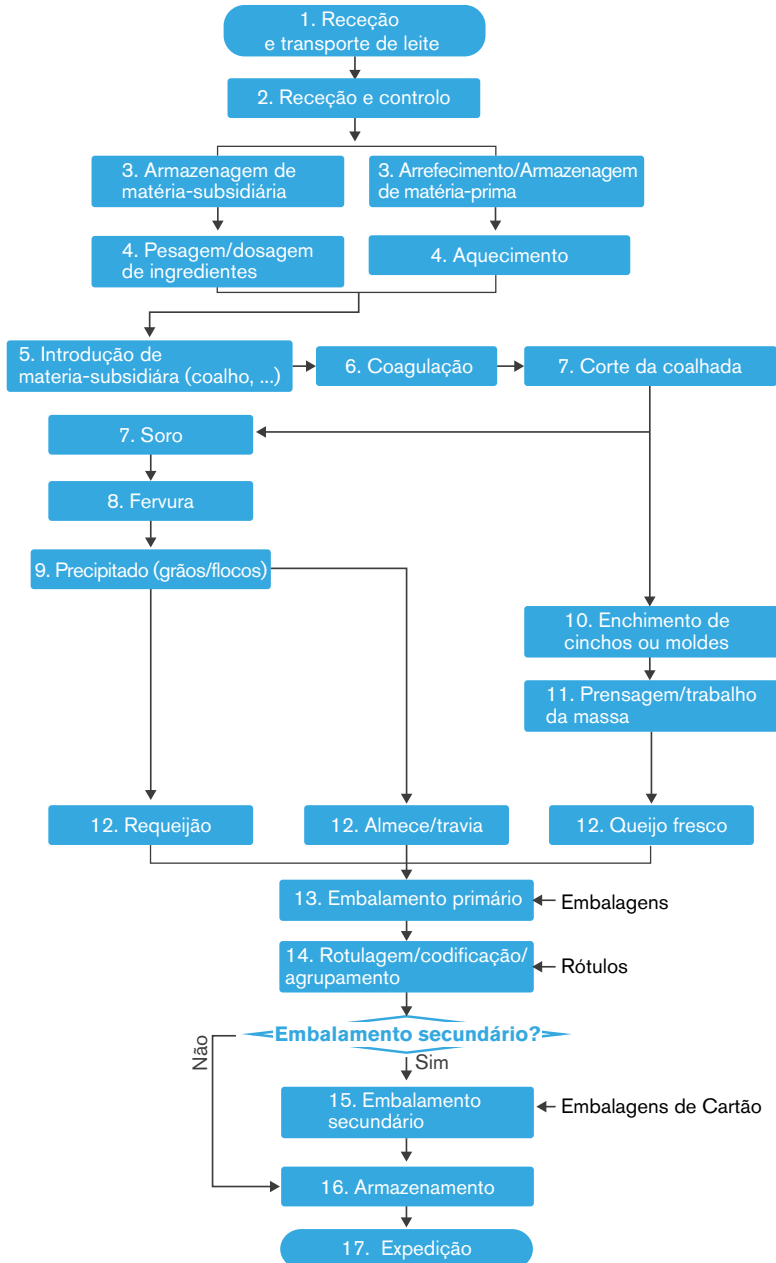 1. Receção
e transporte de leite
2. Receção e controlo
3. Armazenagem de
matéria-subsidiária
3. Arrefecimento/Armazenagem
de matéria-prima
4. Pesagem/dosagem
de ingredientes
4. Aquecimento
5. Introdução de
materia-subsidiára (coalho, ...)
6. Coagulação
7. Corte da coalhada
7. Soro
8. Fervura
9. Precipitado (grãos/flocos)
10. Enchimento de
cinchos ou moldes
11. Prensagem/trabalho
da massa
12. Requeijão
12. Almece/travia
12. Queijo fresco
13. Embalamento primário
Embalagens
14. Rotulagem/codificação/
agrupamento
Rótulos
Embalamento secundário?
Não
Sim
15. Embalamento
secundário
Embalagens de Cartão
16. Armazenamento
17. Expedição